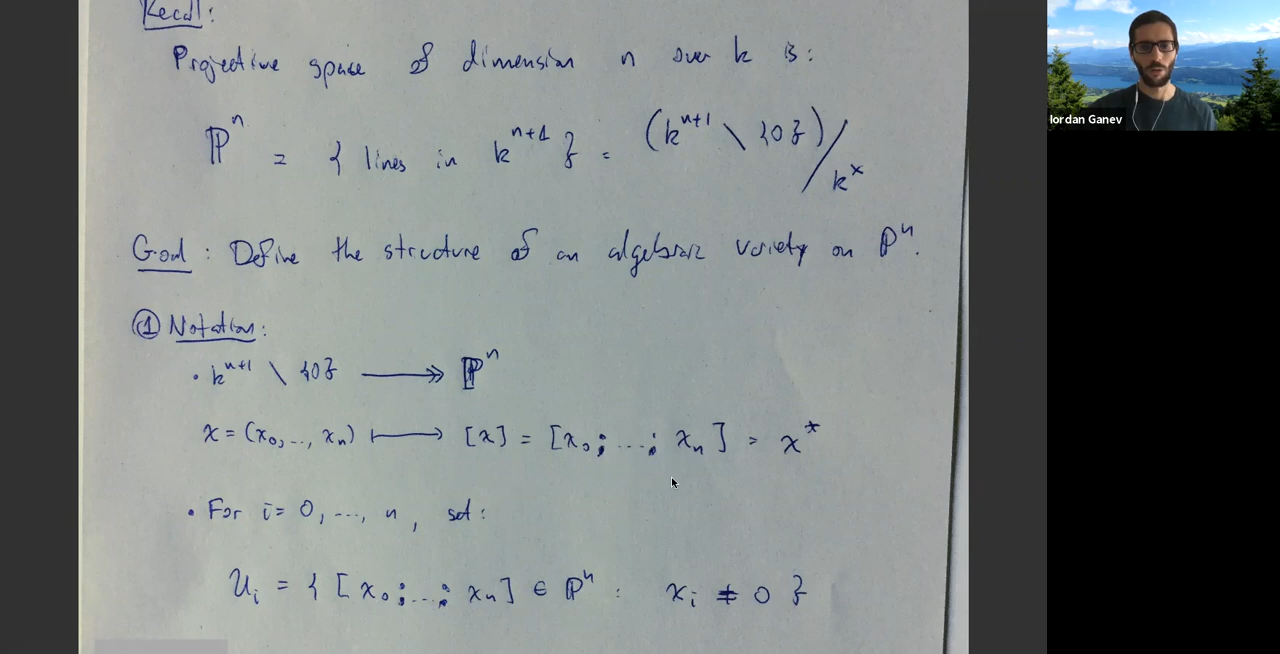 Recall:
Projective space of dimension n over k is:
ℙⁿ = { lines in kⁿ⁺¹ } = (kⁿ⁺¹ \ {0}) / kˣ
Goal: Define the structure of an algebraic variety on ℙⁿ.
① Notation:
• kⁿ⁺¹ \ {0} ↠ ℙⁿ
x = (x₀, ..., xₙ) ⟼ [x] = [x₀; ...; xₙ] = x*
• For i = 0, ..., n, set:
Uᵢ = { [x₀; ...; xₙ] ∈ ℙⁿ : xᵢ ≠ 0 }
Iordan Ganev